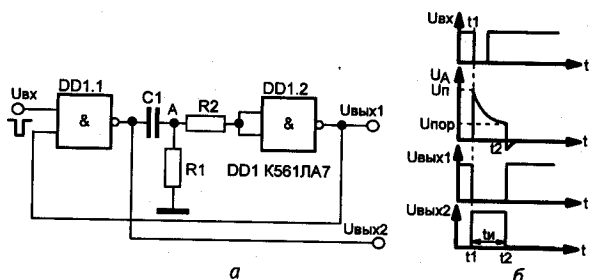 Uвх
DD1.1
&
C1
A
R2
DD1.2
&
Uвых1
R1
DD1 К561ЛА7
Uвых2
а
Uвх
t1
t
UА
Uп
Uпор
t2
t
Uвых1
t
Uвых2
tи
t1
t2
t
б